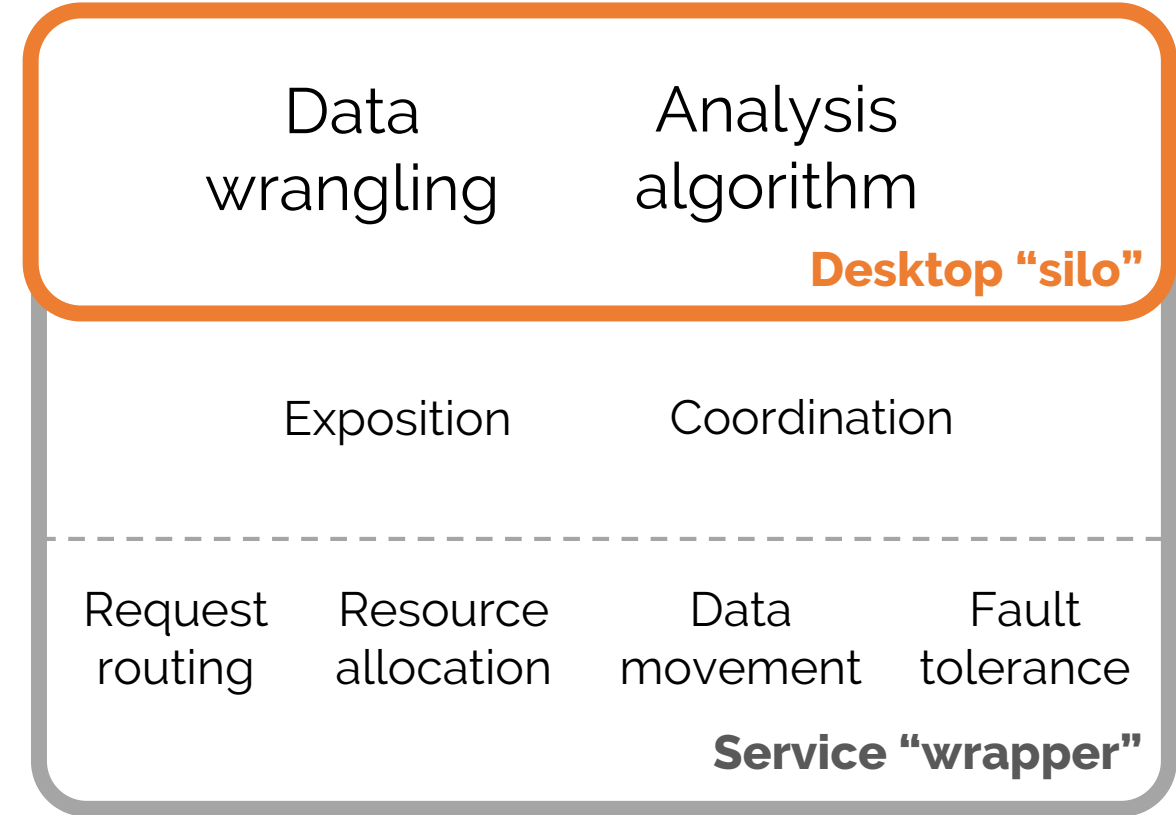 Data
wrangling
Analysis
algorithm
Desktop “silo”
Exposition
Coordination
Request
routing
Resource
allocation
Data
movement
Fault
tolerance
Service “wrapper”